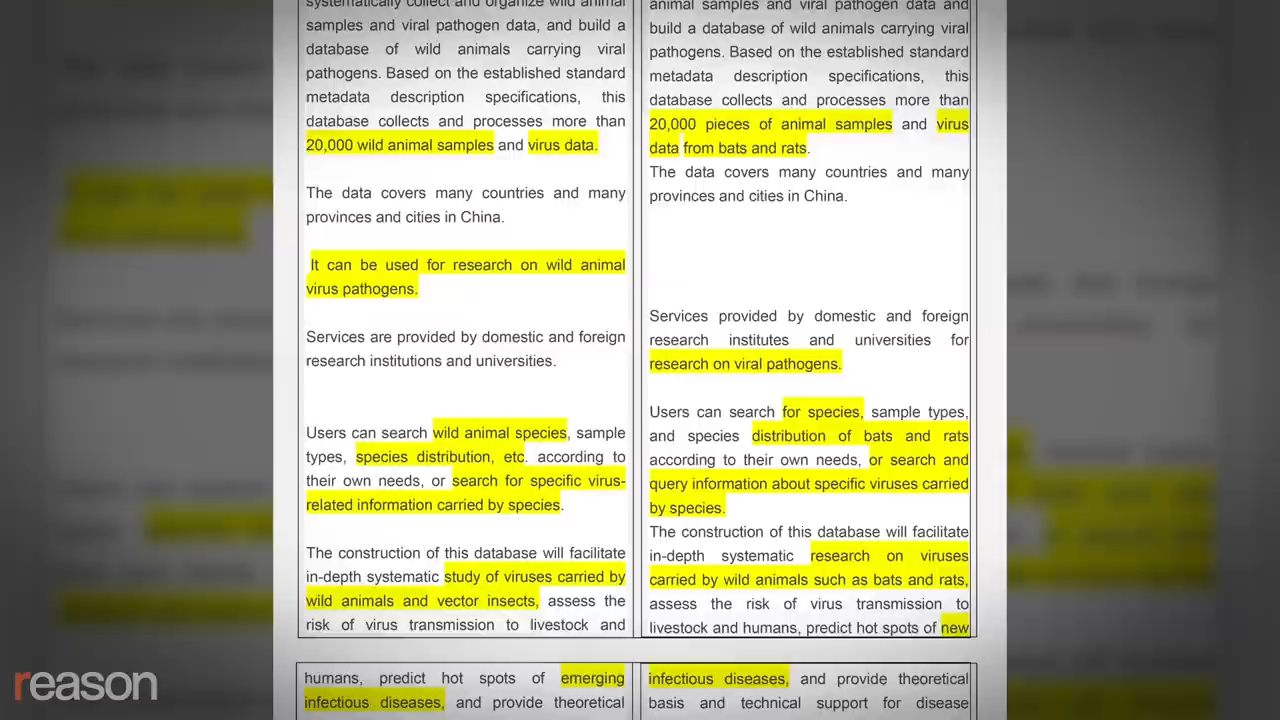 systematically collect and organize wild animal
samples and viral pathogen data, and build a
database of wild animals carrying viral
pathogens. Based on the established standard
metadata description specifications, this
database collects and processes more than
20,000 wild animal samples and virus data.
The data covers many countries and many
provinces and cities in China.
It can be used for research on wild animal
virus pathogens.
Services are provided by domestic and foreign
research institutions and universities.
Users can search wild animal species, sample
types, species distribution, etc. according to
their own needs, or search for specific virus-
related information carried by species.
The construction of this database will facilitate
in-depth systematic study of viruses carried by
wild animals and vector insects, assess the
risk of virus transmission to livestock and
humans, predict hot spots of emerging
infectious diseases, and provide theoretical
animal samples and viral pathogen data and
build a database of wild animals carrying viral
pathogens. Based on the established standard
metadata description specifications, this
database collects and processes more than
20,000 pieces of animal samples and virus
data from bats and rats.
The data covers many countries and many
provinces and cities in China.
Services provided by domestic and foreign
research institutes and universities for
research on viral pathogens.
Users can search for species, sample types,
and species distribution of bats and rats
according to their own needs, or search and
query information about specific viruses carried
by species.
The construction of this database will facilitate
in-depth systematic research on viruses
carried by wild animals such as bats and rats,
assess the risk of virus transmission to
livestock and humans, predict hot spots of new
infectious diseases, and provide theoretical
basis and technical support for disease
reason